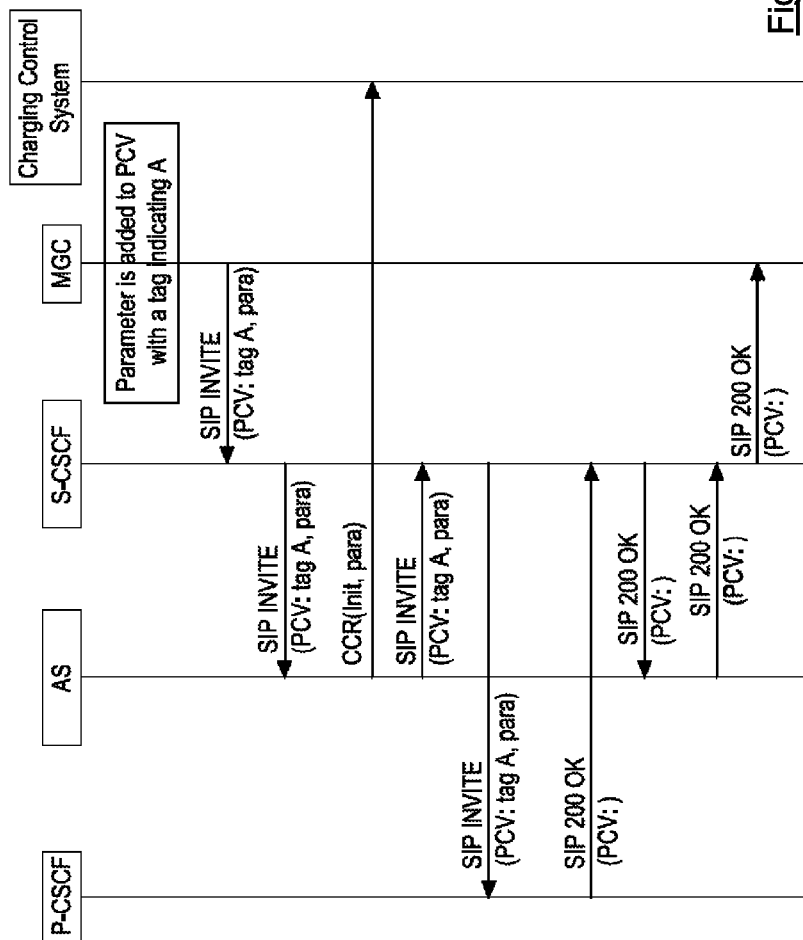 P-CSCF
AS
S-CSCF
MGC
Charging Control
System
Parameter is added to PCV
with a tag indicating A
SIP INVITE
(PCV: tag A, para)
SIP INVITE
(PCV: tag A, para)
CCR(Init, para)
SIP INVITE
(PCV: tag A, para)
SIP INVITE
(PCV: tag A, para)
SIP 200 OK
(PCV: )
SIP 200 OK
(PCV: )
SIP 200 OK
(PCV: )
SIP 200 OK
(PCV: )